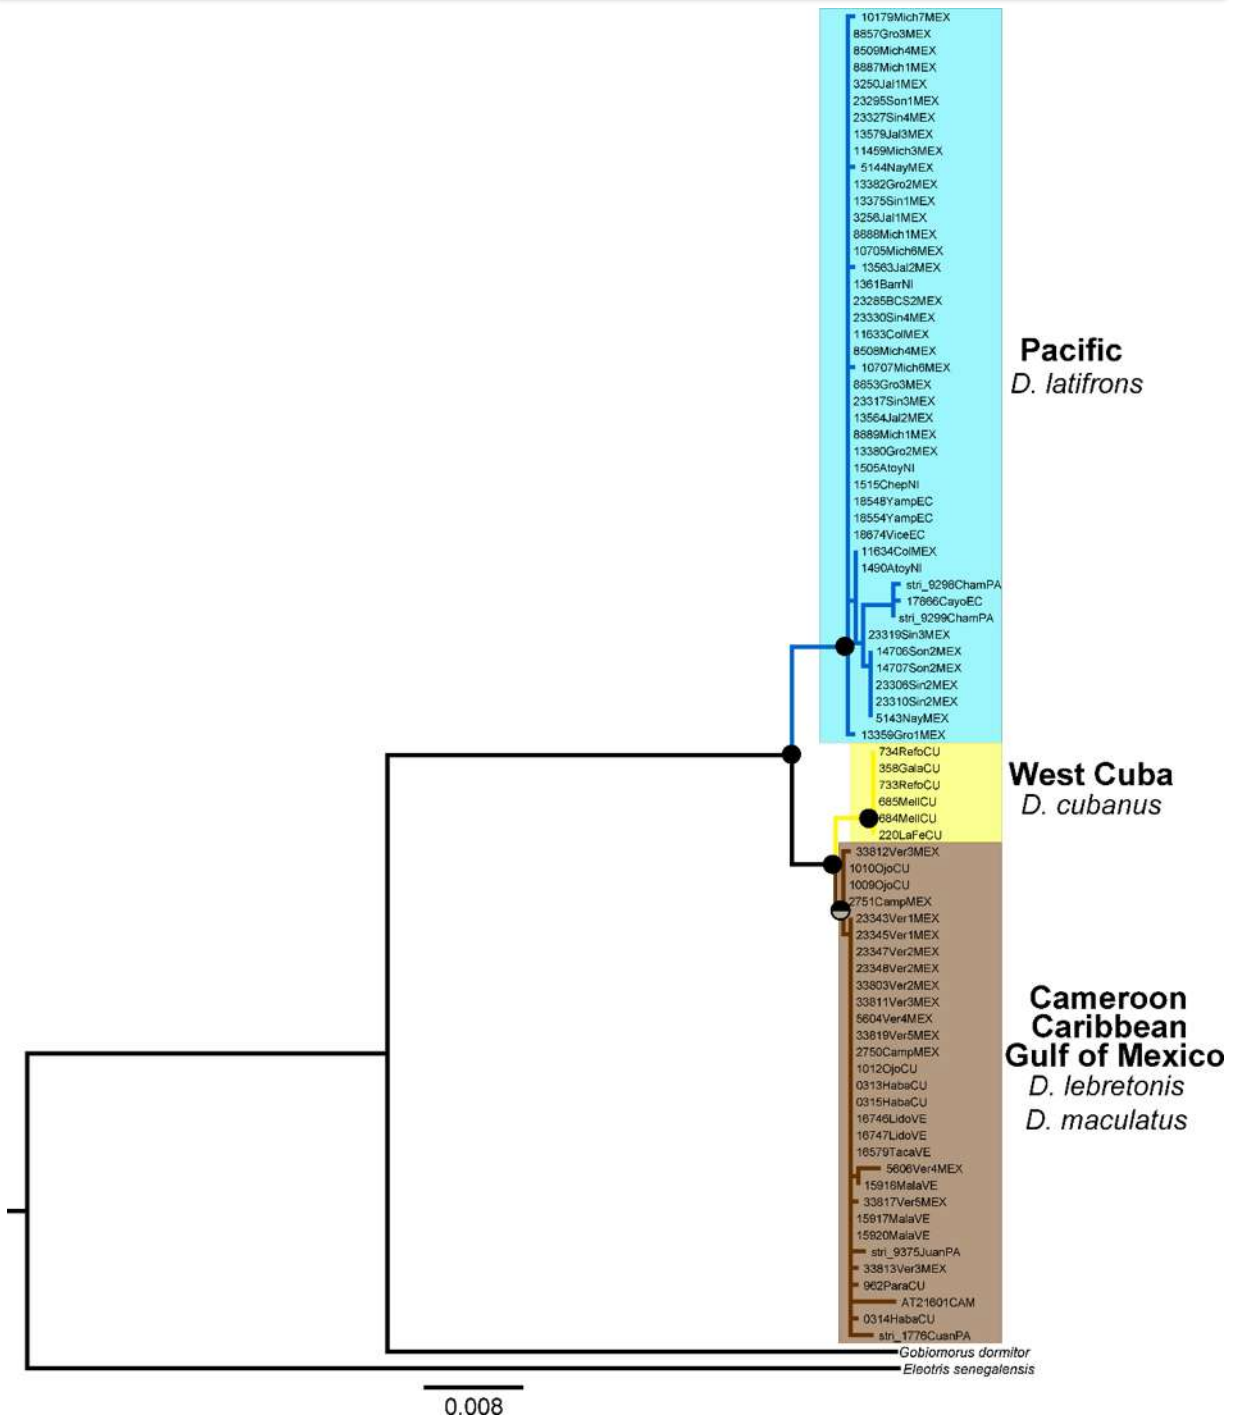 10179Mich7MEX
8857Gro3MEX
8509Mich4MEX
8887Mich1MEX
3250Jal1MEX
23295Son1MEX
23327Sin4MEX
13579Jal3MEX
11459Mich3MEX
5144NayMEX
13382Gro2MEX
13375Sin1MEX
3256Jal1MEX
8888Mich1MEX
10705Mich6MEX
13563Jal2MEX
1361BarrNI
23285BCS2MEX
23330Sin4MEX
11633ColMEX
8508Mich4MEX
10707Mich6MEX
8853Gro3MEX
23317Sin3MEX
13564Jal2MEX
8889Mich1MEX
13380Gro2MEX
1505AtoyNI
1515ChepNI
18548YampEC
18554YampEC
18674ViceEC
11634ColMEX
1490AtoyNI
stri_9298ChamPA
17866CayoEC
stri_9299ChamPA
23319Sin3MEX
14706Son2MEX
14707Son2MEX
23306Sin2MEX
23310Sin2MEX
5143NayMEX
13359Gro1MEX
Pacific
D. latifrons
734RefoCU
358GalaCU
733RefoCU
685MellCU
684MellCU
220LaFeCU
West Cuba
D. cubanus
33812Ver3MEX
1010OjoCU
1009OjoCU
2751CampMEX
23343Ver1MEX
23345Ver1MEX
23347Ver2MEX
23348Ver2MEX
33803Ver2MEX
33811Ver3MEX
5604Ver4MEX
33819Ver5MEX
2750CampMEX
1012OjoCU
0313HabaCU
0315HabaCU
16746LidoVE
16747LidoVE
16579TacaVE
5606Ver4MEX
15918MalaVE
33817Ver5MEX
15917MalaVE
15920MalaVE
stri_9375JuanPA
33813Ver3MEX
962ParaCU
AT21601CAM
0314HabaCU
stri_1776CuanPA
Cameroon
Caribbean
Gulf of Mexico
D. lebretonis
D. maculatus
Gobiomorus dormitor
Eleotris senegalensis
0.008